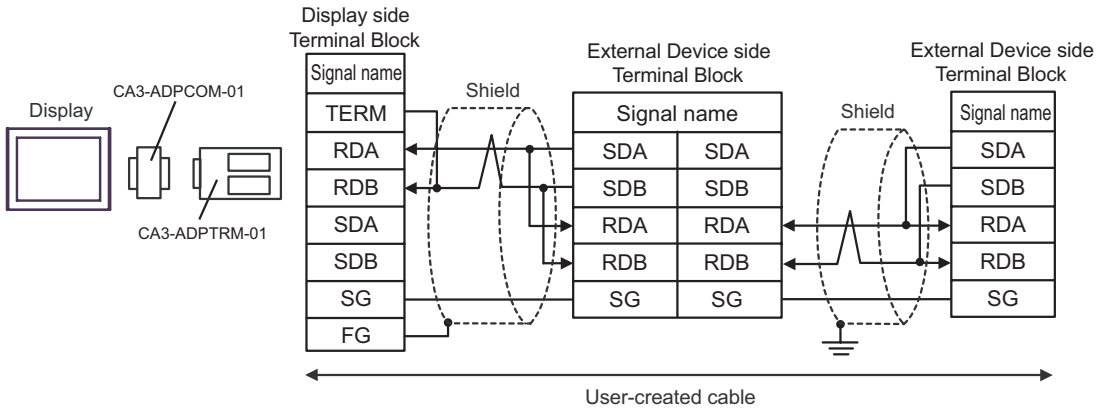 Display side
Terminal Block
External Device side
Terminal Block
External Device side
Terminal Block
Display
CA3-ADPCOM-01
CA3-ADPTRM-01
Signal name
TERM
RDA
RDB
SDA
SDB
SG
FG
Shield
Signal name
SDA SDA
SDB SDB
RDA RDA
RDB RDB
SG SG
Shield
Signal name
SDA
SDB
RDA
RDB
SG
User-created cable